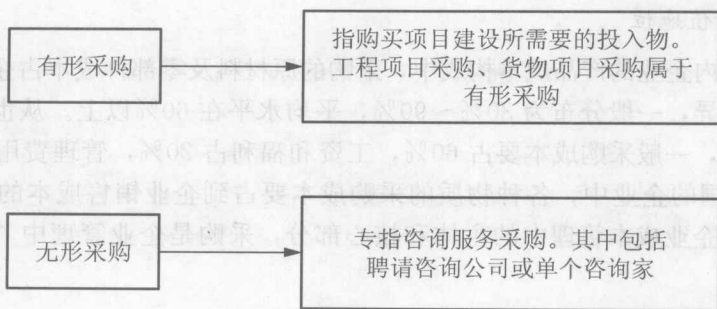 有形采购
指购买项目建设所需要的投入物。
工程项目采购、货物项目采购属于
有形采购
无形采购
专指咨询服务采购。其中包括
聘请咨询公司或单个咨询家